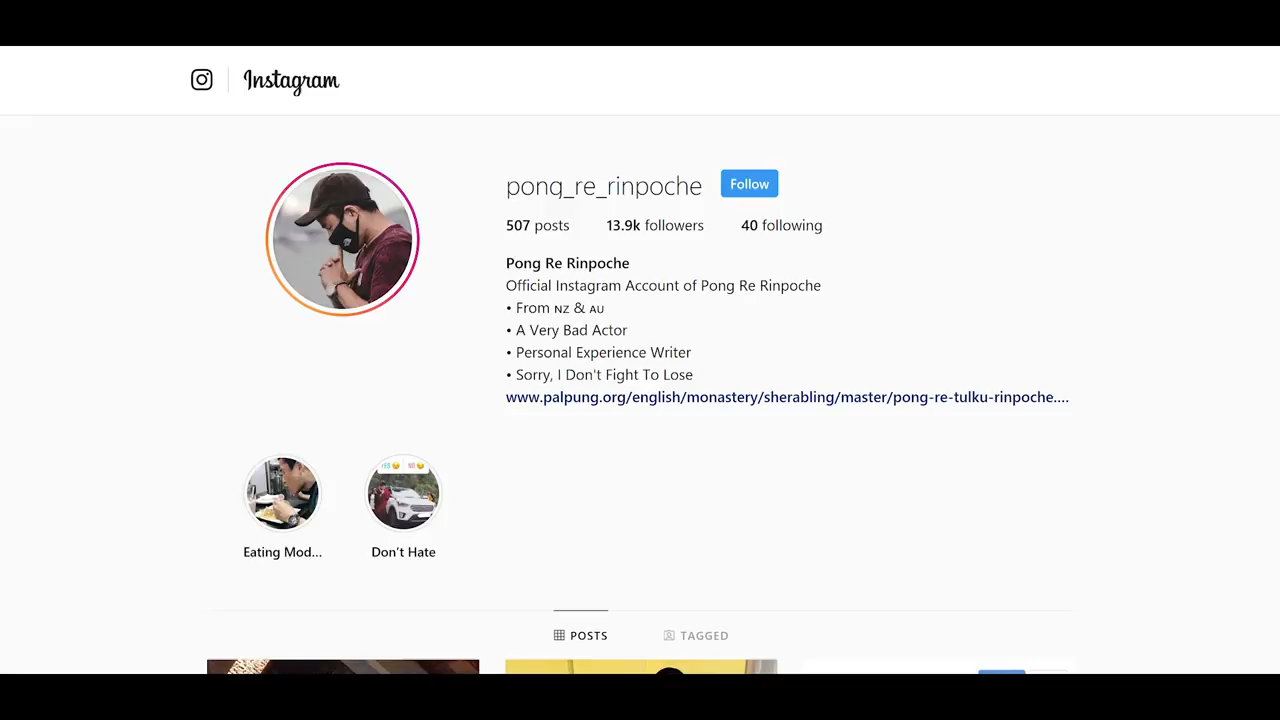 Instagram
pong_re_rinpoche Follow
507 posts 13.9k followers 40 following
Pong Re Rinpoche
Official Instagram Account of Pong Re Rinpoche
• From NZ & AU
• A Very Bad Actor
• Personal Experience Writer
• Sorry, I Don't Fight To Lose
www.palpung.org/english/monastery/sherabling/master/pong-re-tulku-rinpoche....
Eating Mod... Don't Hate
POSTS TAGGED